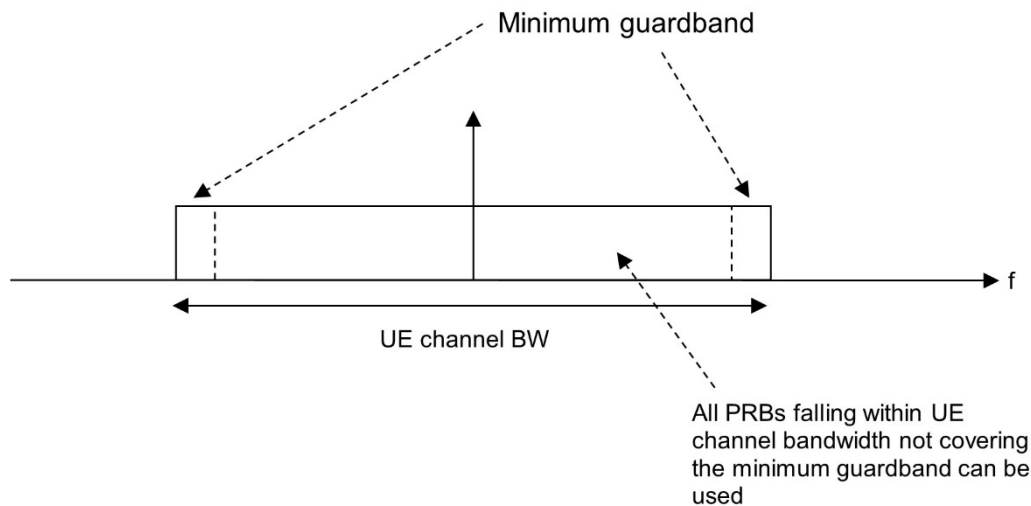 Minimum guardband
f
UE channel BW
All PRBs falling within UE
channel bandwidth not covering
the minimum guardband can be
used